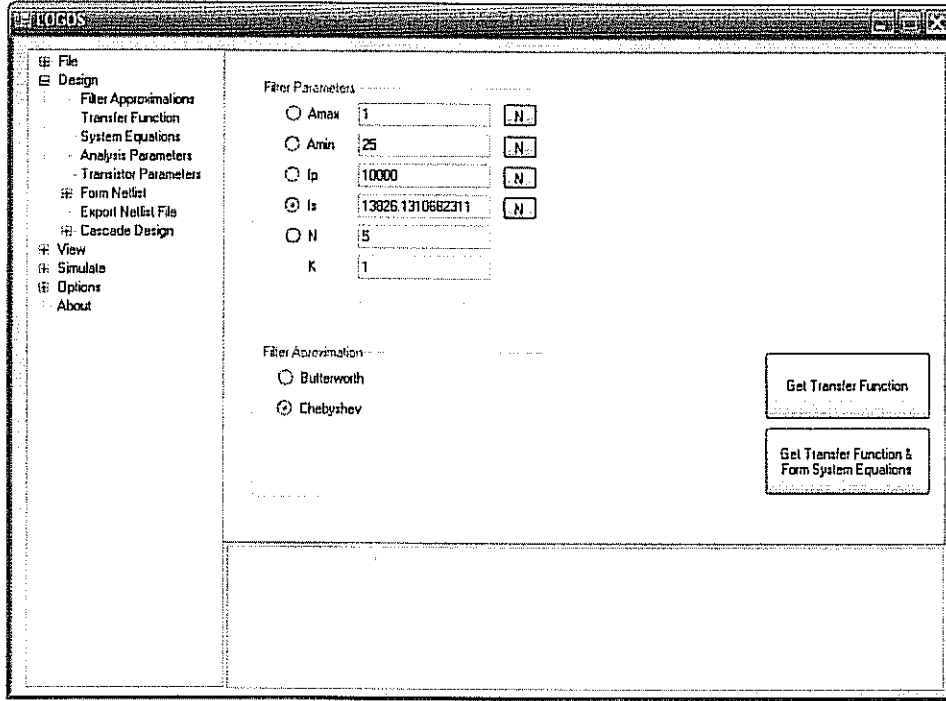 LOGOS
File
Design
Filter Approximations
Transfer Function
System Equations
Analysis Parameters
Transistor Parameters
Form Netlist
Export Netlist File
Cascade Design
View
Simulate
Options
About
Filter Parameters
Amax 1 N
Amin 25 N
fp 10000 N
fs 13826.1310682311 N
N 5
K 1
Filter Aproximation
Butterworth
Chebyshev
Get Transfer Function
Get Transfer Function &
Form System Equations